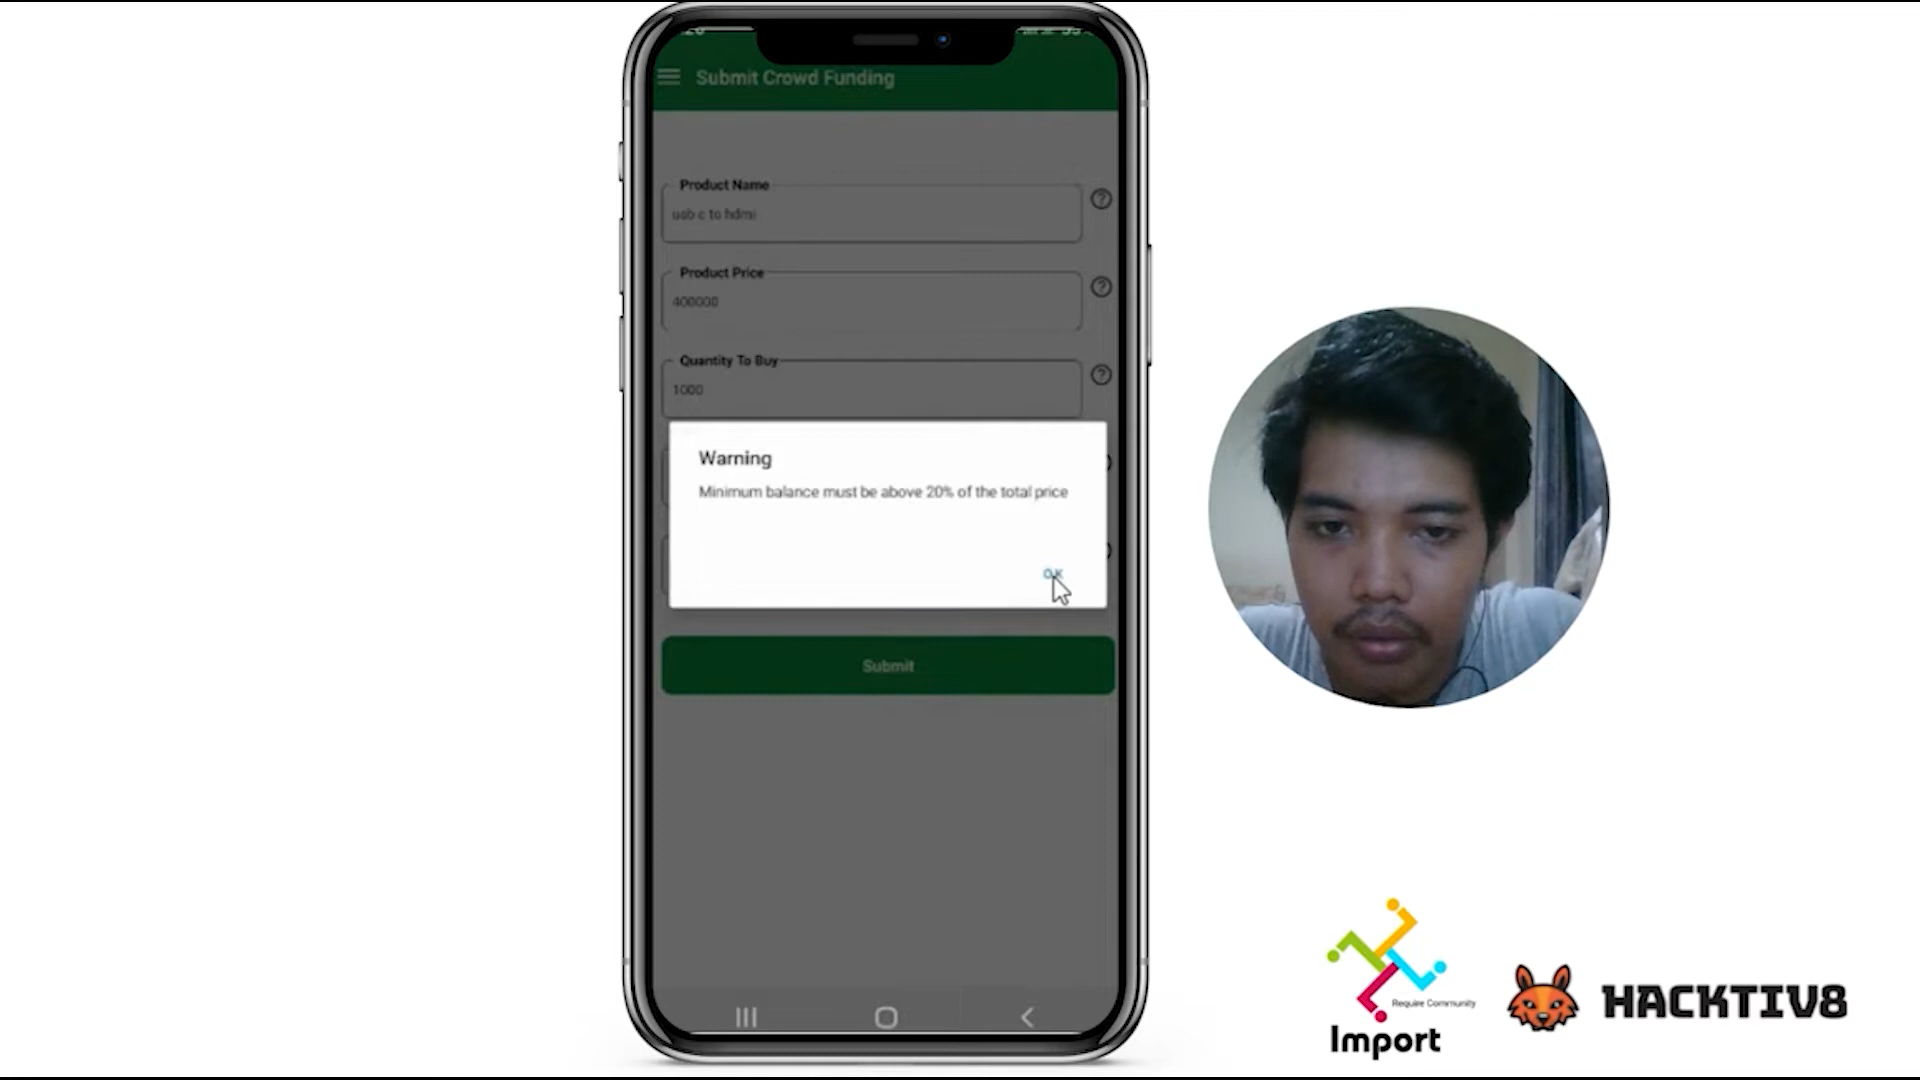 Submit Crowd Funding
Product Name
usb c to hdmi
Product Price
400000
Quantity To Buy
1000
Warning
Minimum balance must be above 20% of the total price
OK
Submit
Require Community
Import
HACKTIV8